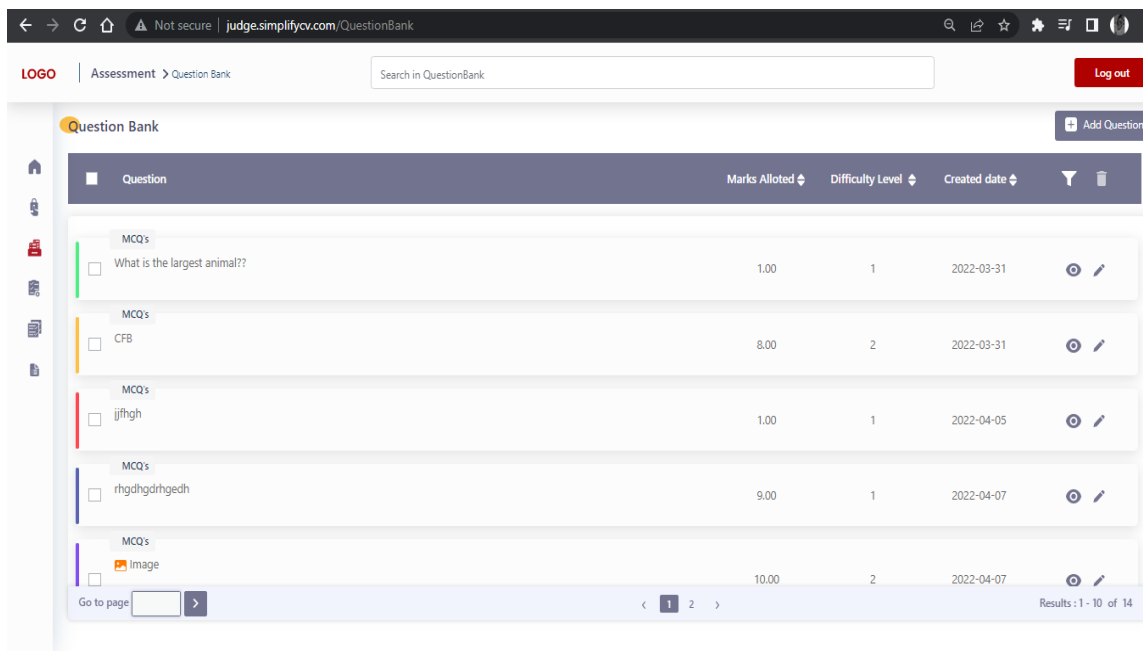 Not secure judge.simplifycv.com/QuestionBank
LOGO Assessment Question Bank Search in QuestionBank Log out
Question Bank Add Question
Question Marks Alloted Difficulty Level Created date
MCQ's
What is the largest animal??
1.00 1 2022-03-31
MCQ's
CFB
8.00 2 2022-03-31
MCQ's
jjfhgh
1.00 1 2022-04-05
MCQ's
rhgdhgdrhgedh
9.00 1 2022-04-07
MCQ's
Image
10.00 2 2022-04-07
Go to page 1 2 Results : 1 - 10 of 14